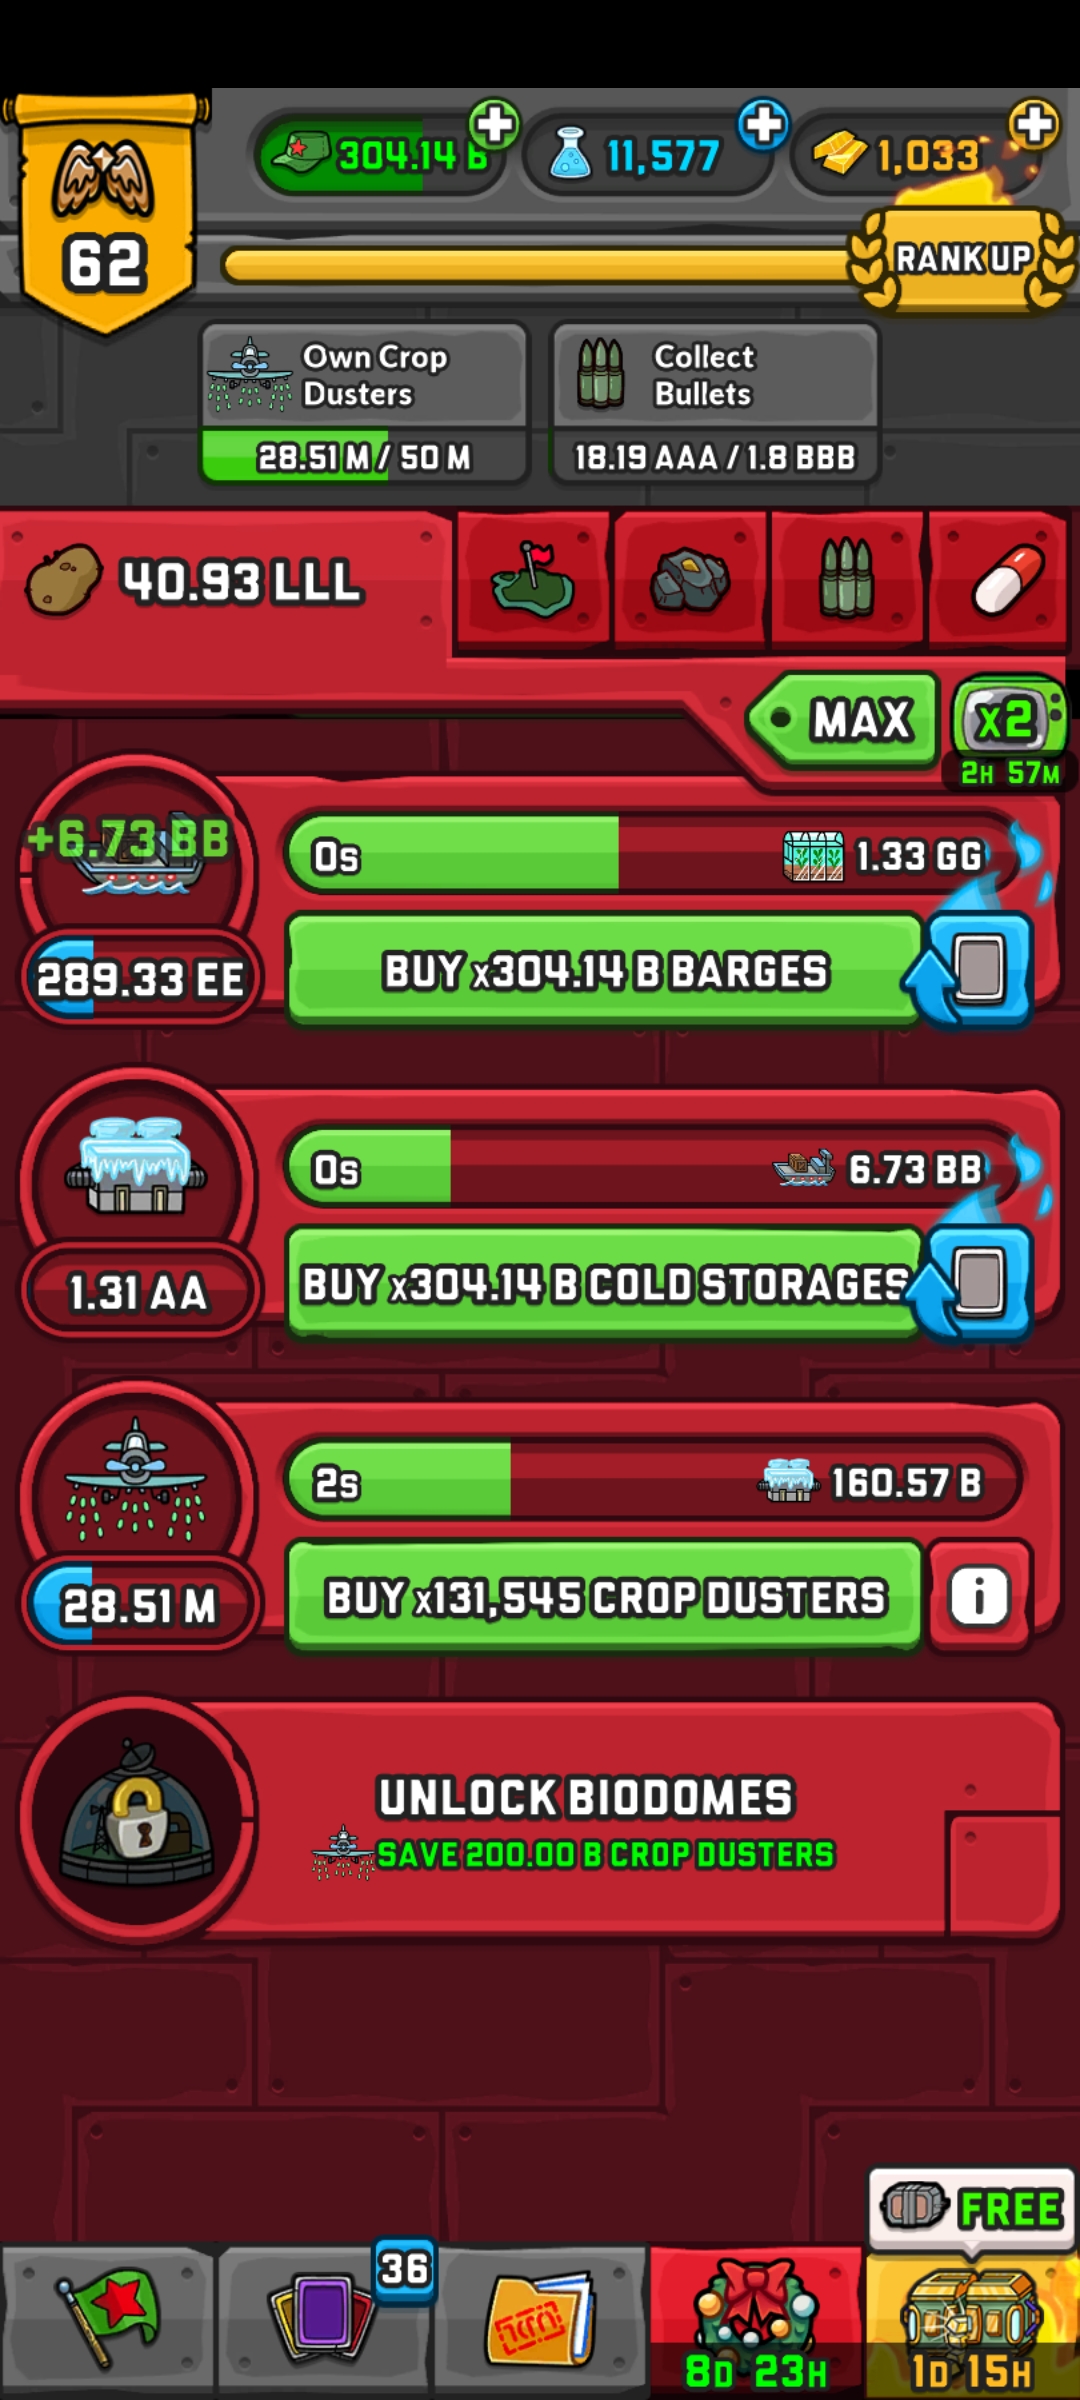 304.14 B
11,577
1,033
62
RANK UP
Own Crop
Dusters
28.51 M / 50 M
Collect
Bullets
18.19 AAA / 1.8 BBB
40.93 LLL
MAX
x2
2H 57M
+6.73 BB
0s
1.33 GG
289.33 EE
BUY x304.14 B BARGES
0s
6.73 BB
1.31 AA
BUY x304.14 B COLD STORAGES
2s
160.57 B
28.51 M
BUY x131,545 CROP DUSTERS
i
UNLOCK BIODOMES
SAVE 200.00 B CROP DUSTERS
FREE
36
8D 23H
1D 15H